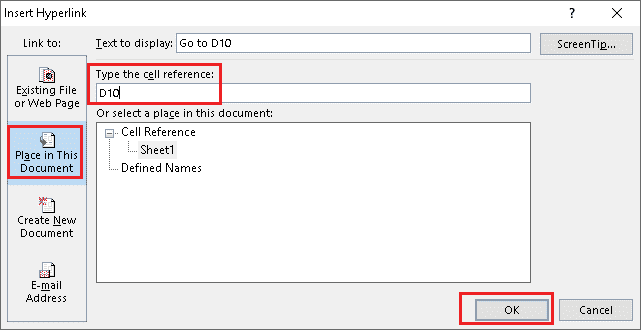 Insert Hyperlink
? ×
Link to:
Text to display: Go to D10
ScreenTip...
Existing File
or Web Page
Place in This
Document
Create New
Document
E-mail
Address
Type the cell reference:
D10
Or select a place in this document:
Cell Reference
Sheet1
Defined Names
OK
Cancel